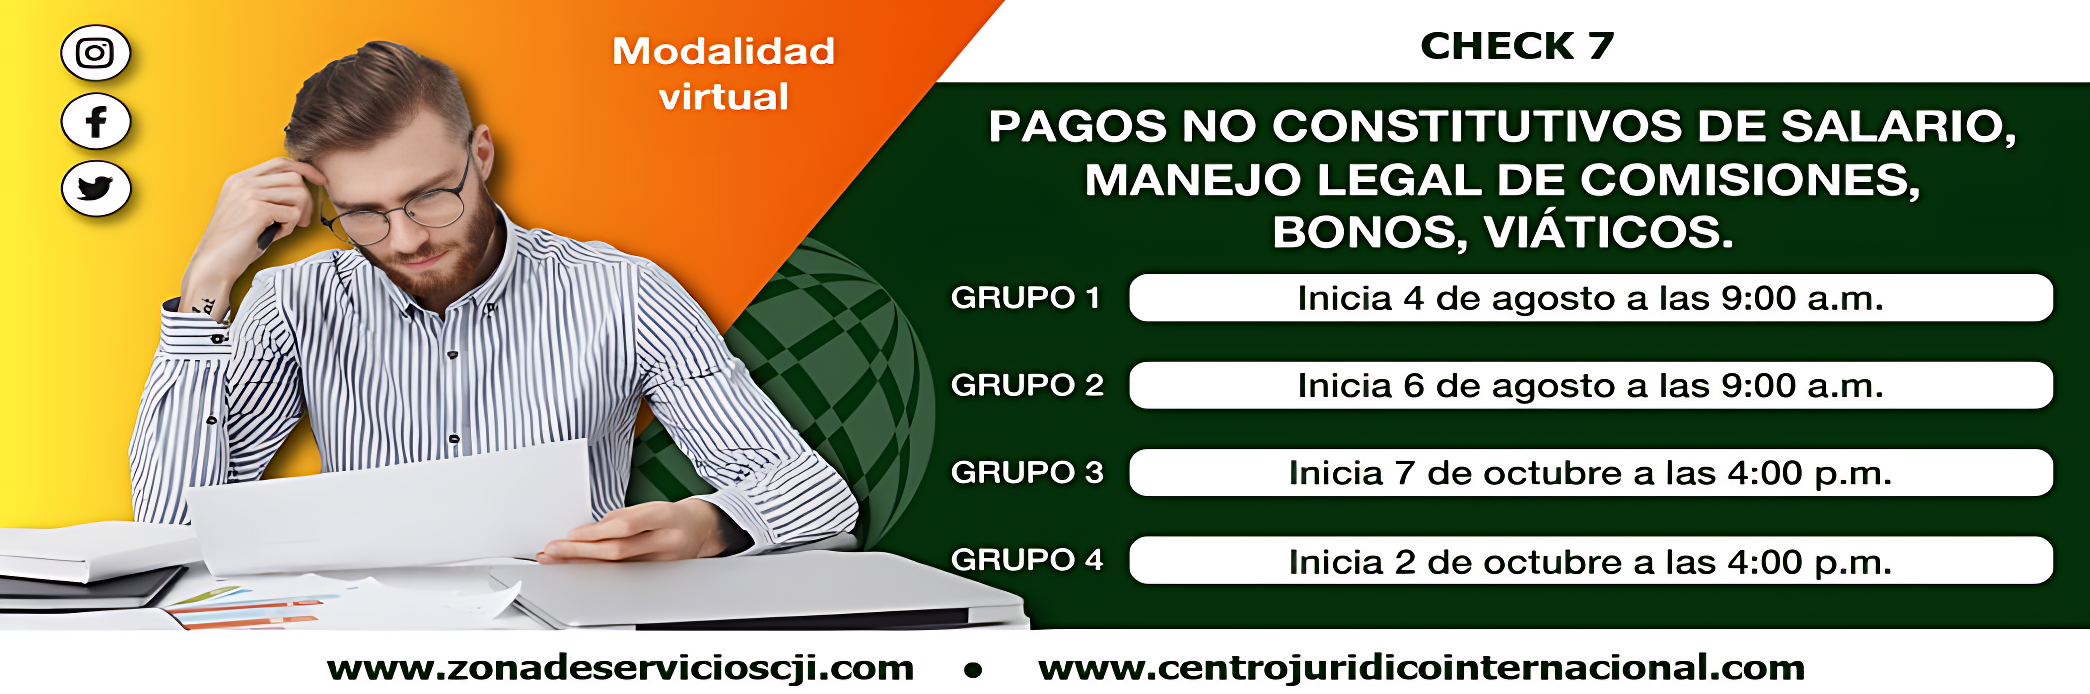 Modalidad
virtual
CHECK 7
PAGOS NO CONSTITUTIVOS DE SALARIO,
MANEJO LEGAL DE COMISIONES,
BONOS, VIÁTICOS.
GRUPO 1 Inicia 4 de agosto a las 9:00 a.m.
GRUPO 2 Inicia 6 de agosto a las 9:00 a.m.
GRUPO 3 Inicia 7 de octubre a las 4:00 p.m.
GRUPO 4 Inicia 2 de octubre a las 4:00 p.m.
www.zonadeservicioscji.com • www.centrojuridicointernacional.com